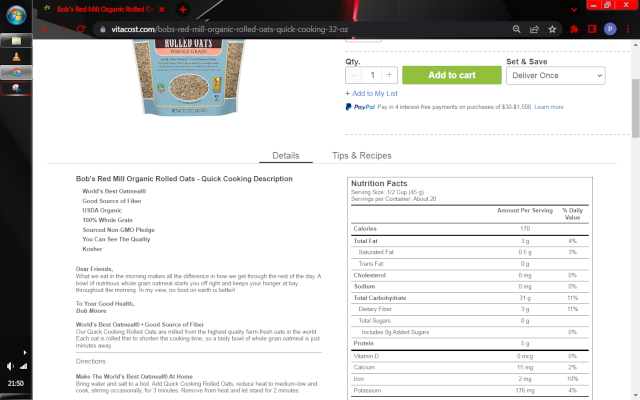 Bob's Red Mill Organic Rolled O
vitacost.com/bobs-red-mill-organic-rolled-oats-quick-cooking-32-oz
P
ROLLED OATS
WHOLE GRAIN
Qty.
1
Add to cart
Set & Save
Deliver Once
+ Add to My List
PayPal Pay in 4 interest-free payments on purchases of $30-$1,500. Learn more
Details
Tips & Recipes
Bob's Red Mill Organic Rolled Oats - Quick Cooking Description
World's Best Oatmeal®
Good Source of Fiber
USDA Organic
100% Whole Grain
Sourced Non-GMO Pledge
You Can See The Quality
Kosher
Dear Friends,
What we eat in the morning makes all the difference in how we get through the rest of the day. A
bowl of nutritious whole grain oatmeal starts you off right and keeps your hunger at bay
throughout the morning. In my view, no food on earth is better!
To Your Good Health,
Bob Moore
World's Best Oatmeal® • Good Source of Fiber
Our Quick Cooking Rolled Oats are milled from the highest quality farm-fresh oats in the world.
Each oat is rolled thin to shorten the cooking time, so a tasty bowl of whole grain oatmeal is just
minutes away.
Directions
Make The World's Best Oatmeal® At Home
Bring water and salt to a boil. Add Quick Cooking Rolled Oats, reduce heat to medium-low and
cook, stirring occasionally, for 3 minutes. Remove from heat and let stand for 2 minutes.
Nutrition Facts
Serving Size: 1/2 Cup (45 g)
Servings per Container: About 20
Amount Per Serving % Daily
Value
Calories 170
Total Fat 3 g 4%
Saturated Fat 0.5 g 3%
Trans Fat 0 g
Cholesterol 0 mg 0%
Sodium 0 mg 0%
Total Carbohydrate 31 g 11%
Dietary Fiber 3 g 11%
Total Sugars 0 g
Includes 0g Added Sugars 0%
Protein 5 g
Vitamin D 0 mcg 0%
Calcium 15 mg 2%
Iron 2 mg 10%
Potassium 176 mg 4%
21:50